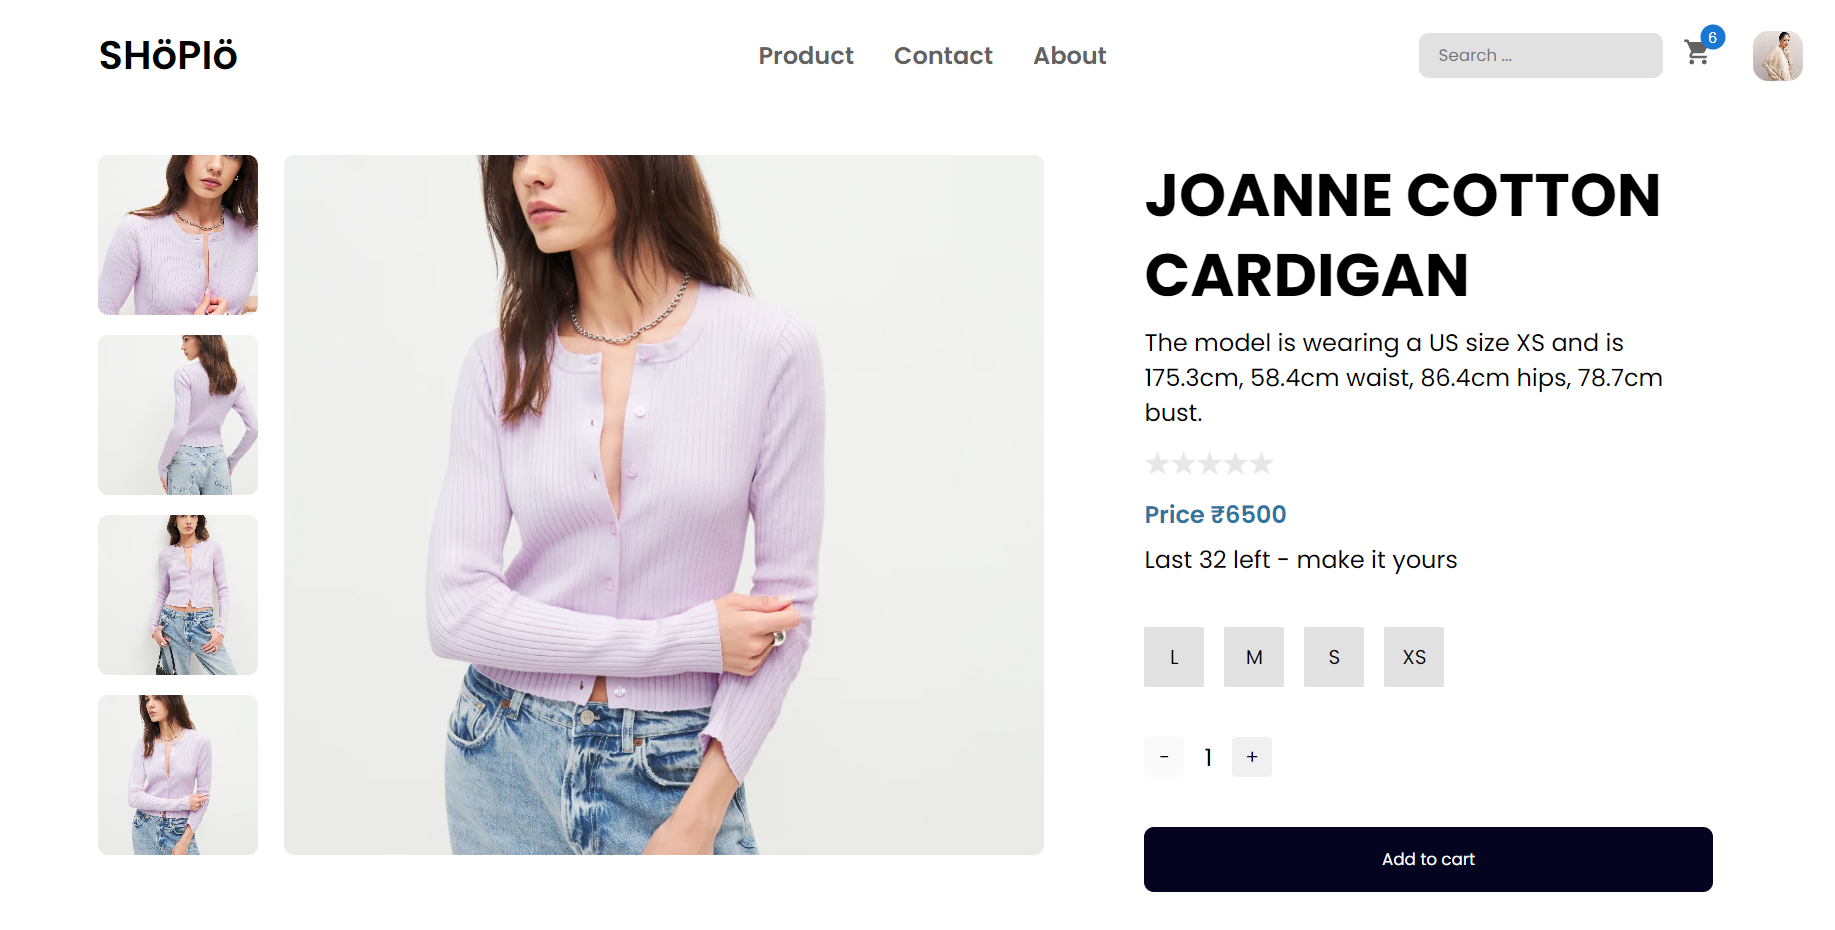 SHöPlö
Product Contact About
Search ...
6
JOANNE COTTON
CARDIGAN
The model is wearing a US size XS and is
175.3cm, 58.4cm waist, 86.4cm hips, 78.7cm
bust.
Price ₹6500
Last 32 left - make it yours
L M S XS
- 1 +
Add to cart